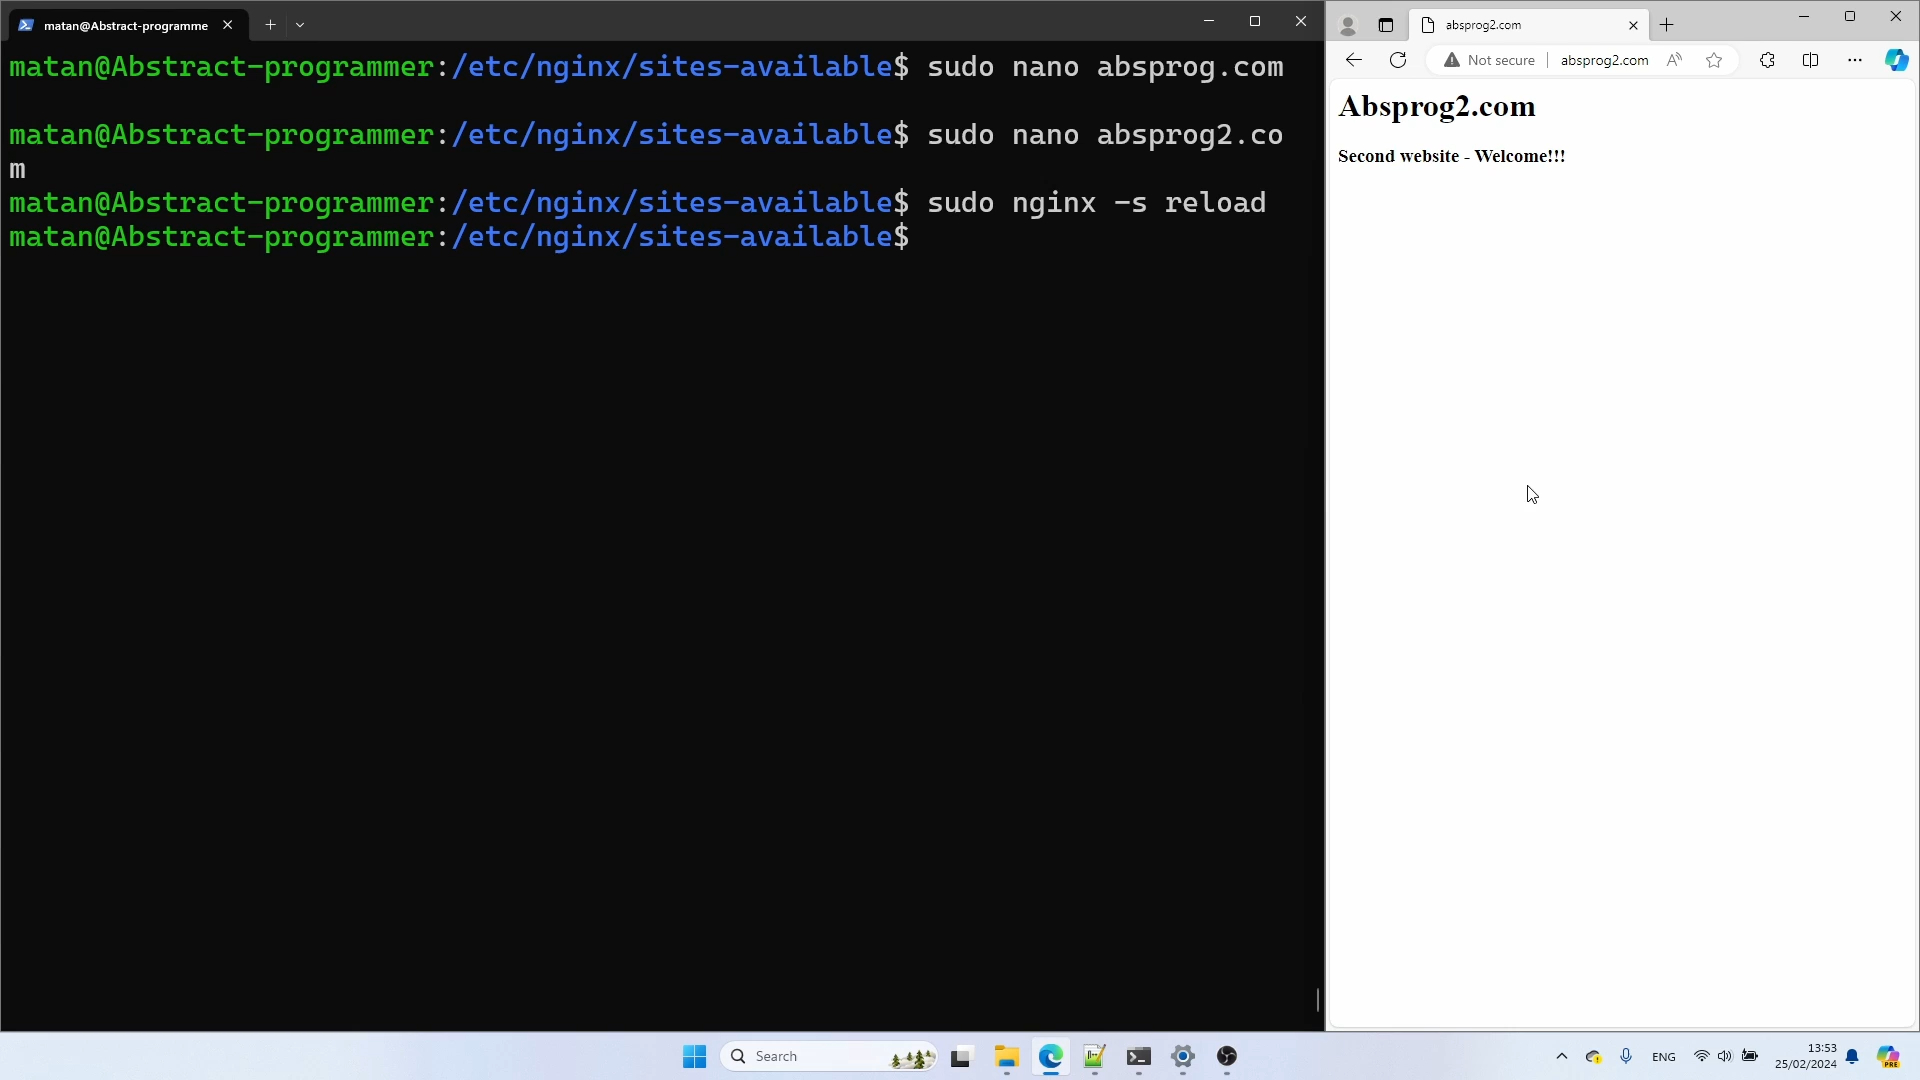 matan@Abstract-programme
matan@Abstract-programmer:/etc/nginx/sites-available$ sudo nano absprog.com
matan@Abstract-programmer:/etc/nginx/sites-available$ sudo nano absprog2.co
m
matan@Abstract-programmer:/etc/nginx/sites-available$ sudo nginx -s reload
matan@Abstract-programmer:/etc/nginx/sites-available$
absprog2.com
Not secure
absprog2.com
Absprog2.com
Second website - Welcome!!!
Search
ENG
13:53
25/02/2024
PRE